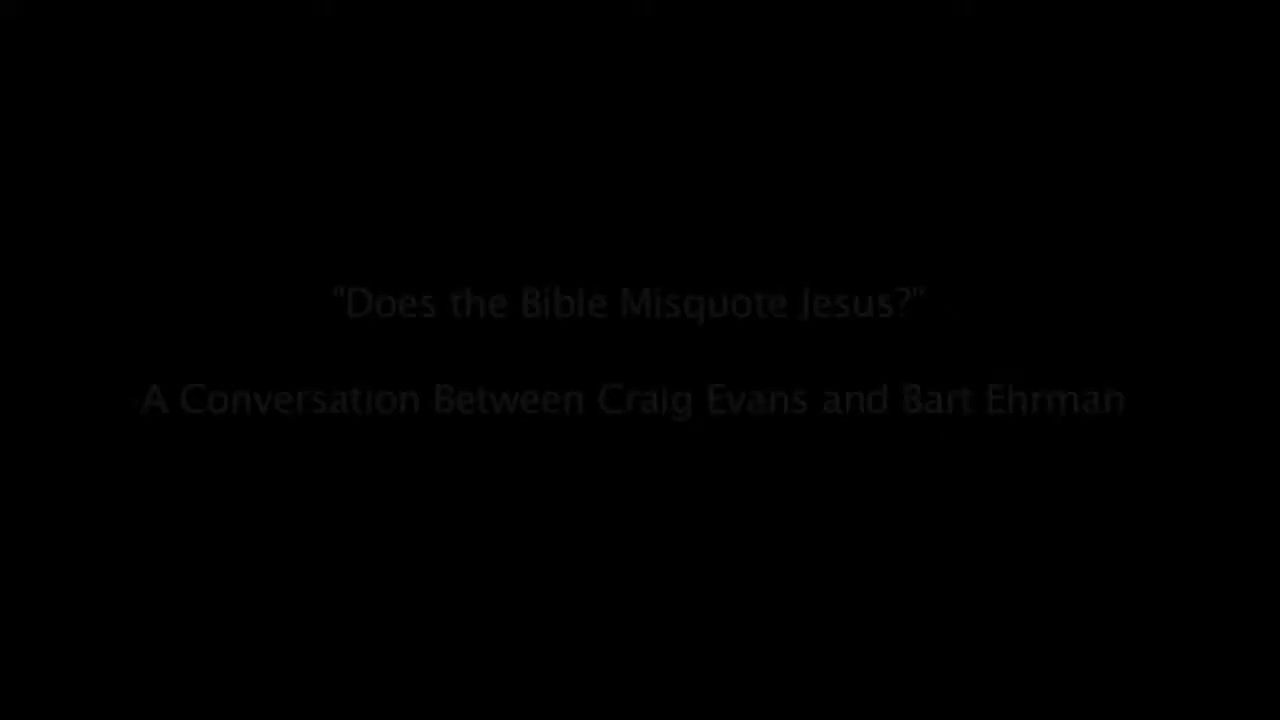 "Does the Bible Misquote Jesus?"
A Conversation Between Craig Evans and Bart Ehrman